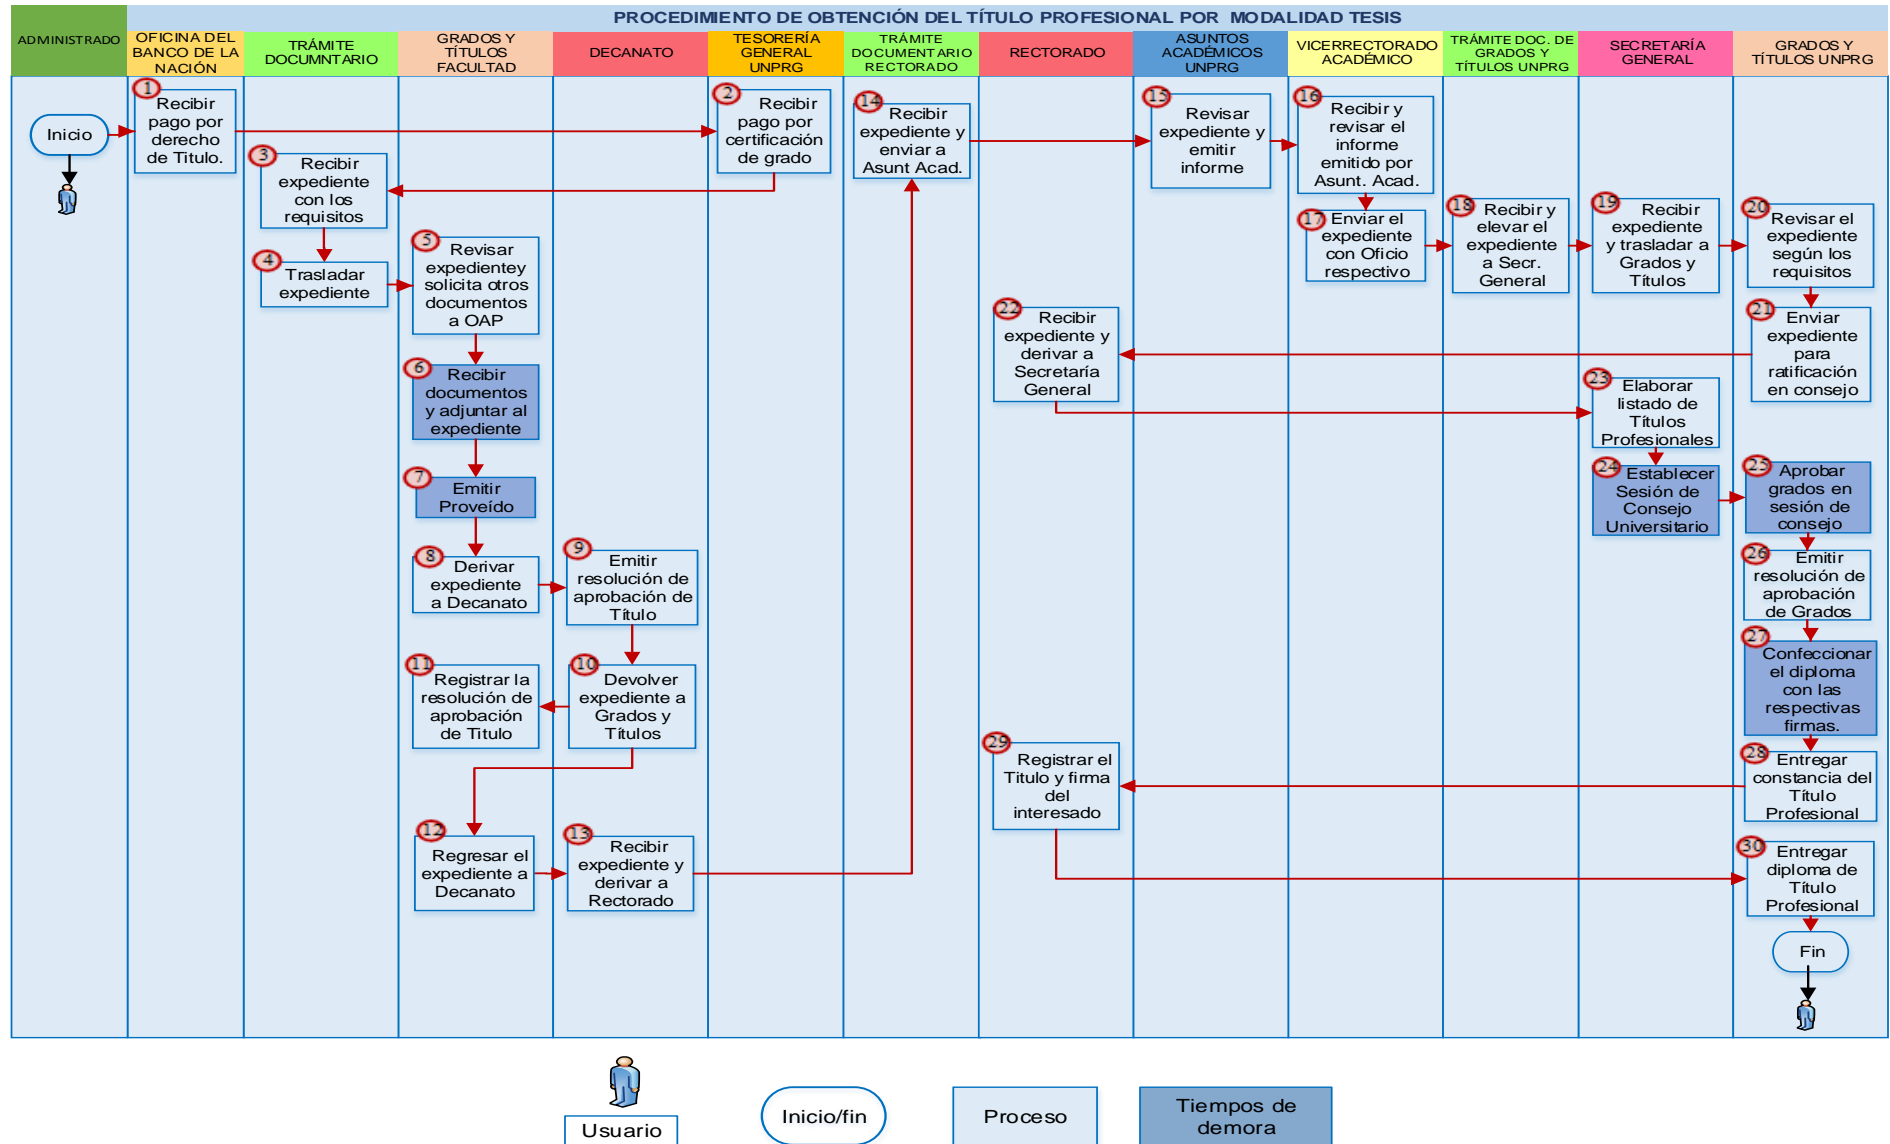 PROCEDIMIENTO DE OBTENCIÓN DEL TÍTULO PROFESIONAL POR MODALIDAD TESIS
ADMINISTRADO
OFICINA DEL
BANCO DE LA
NACIÓN
TRÁMITE
DOCUMNTARIO
GRADOS Y
TÍTULOS
FACULTAD
DECANATO
TESORERÍA
GENERAL
UNPRG
TRÁMITE
DOCUMENTARIO
RECTORADO
RECTORADO
ASUNTOS
ACADÉMICOS
UNPRG
VICERRECTORADO
ACADÉMICO
TRÁMITE DOC. DE
GRADOS Y
TÍTULOS UNPRG
SECRETARÍA
GENERAL
GRADOS Y
TÍTULOS UNPRG
Inicio
1
Recibir
pago por
derecho
de Titulo.
2
Recibir
pago por
certificación
de grado
3
Recibir
expediente
con los
requisitos
4
Trasladar
expediente
5
Revisar
expedientey
solicita otros
documentos
a OAP
6
Recibir
documentos
y adjuntar al
expediente
7
Emitir
Proveído
8
Derivar
expediente
a Decanato
9
Emitir
resolución de
aprobación de
Título
10
Devolver
expediente a
Grados y
Títulos
11
Registrar la
resolución de
aprobación
de Titulo
12
Regresar el
expediente a
Decanato
13
Recibir
expediente y
derivar a
Rectorado
14
Recibir
expediente y
enviar a
Asunt Acad.
15
Revisar
expediente y
emitir
informe
16
Recibir y
revisar el
informe
emitido por
Asunt. Acad.
17
Enviar el
expediente
con Oficio
respectivo
18
Recibir y
elevar el
expediente
a Secr.
General
19
Recibir
expediente
y trasladar a
Grados y
Títulos
20
Revisar el
expediente
según los
requisitos
21
Enviar
expediente
para
ratificación
en consejo
22
Recibir
expediente y
derivar a
Secretaría
General
23
Elaborar
listado de
Títulos
Profesionales
24
Establecer
Sesión de
Consejo
Universitario
25
Aprobar
grados en
sesión de
consejo
26
Emitir
resolución de
aprobación
de Grados
27
Confeccionar
el diploma
con las
respectivas
firmas.
28
Entregar
constancia del
Título
Profesional
29
Registrar el
Titulo y firma
del
interesado
30
Entregar
diploma de
Título
Profesional
Fin
Usuario
Inicio/fin
Proceso
Tiempos de
demora